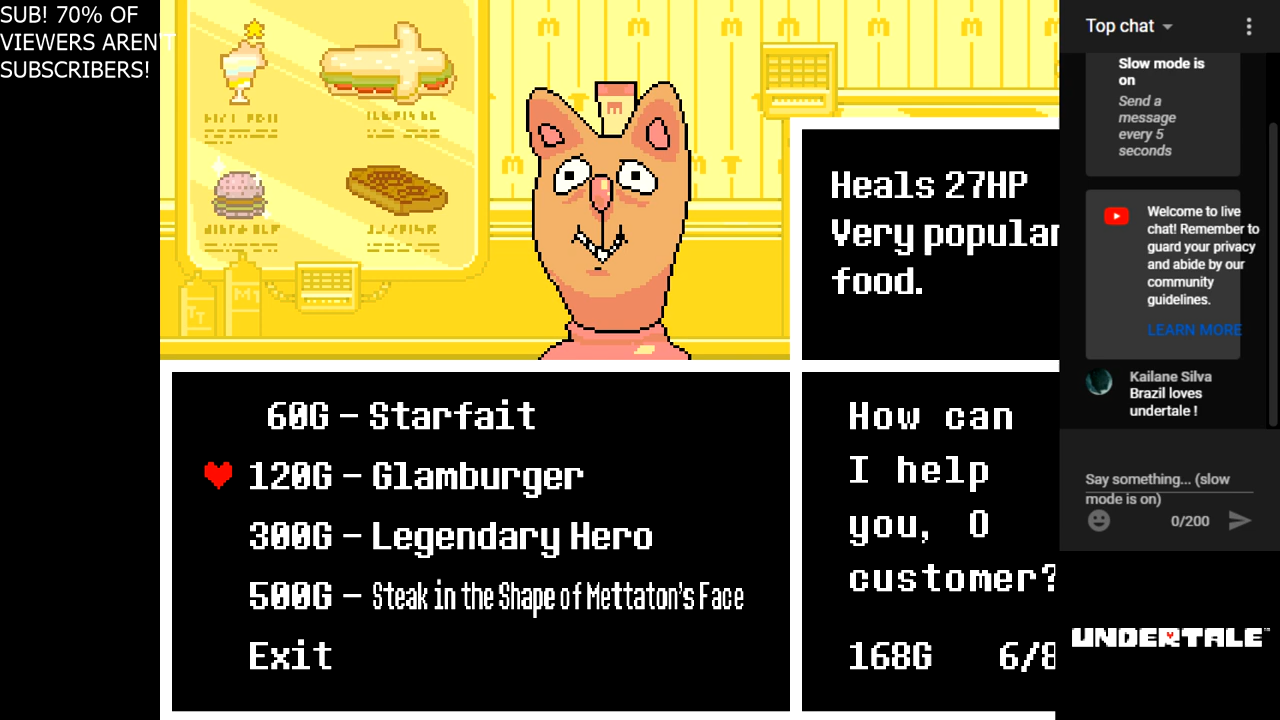 SUB! 70% OF
VIEWERS AREN'T
SUBSCRIBERS!
Heals 27HP
Very popular
food.
60G - Starfait
120G - Glamburger
300G - Legendary Hero
500G - Steak in the Shape of Mettaton's Face
Exit
How can
I help
you, O
customer?
168G 6/8
Top chat
Slow mode is
on
Send a
message
every 5
seconds
Welcome to live
chat! Remember to
guard your privacy
and abide by our
community
guidelines.
LEARN MORE
Kailane Silva
Brazil loves
undertale !
Say something... (slow
mode is on)
0/200
UNDERTALE